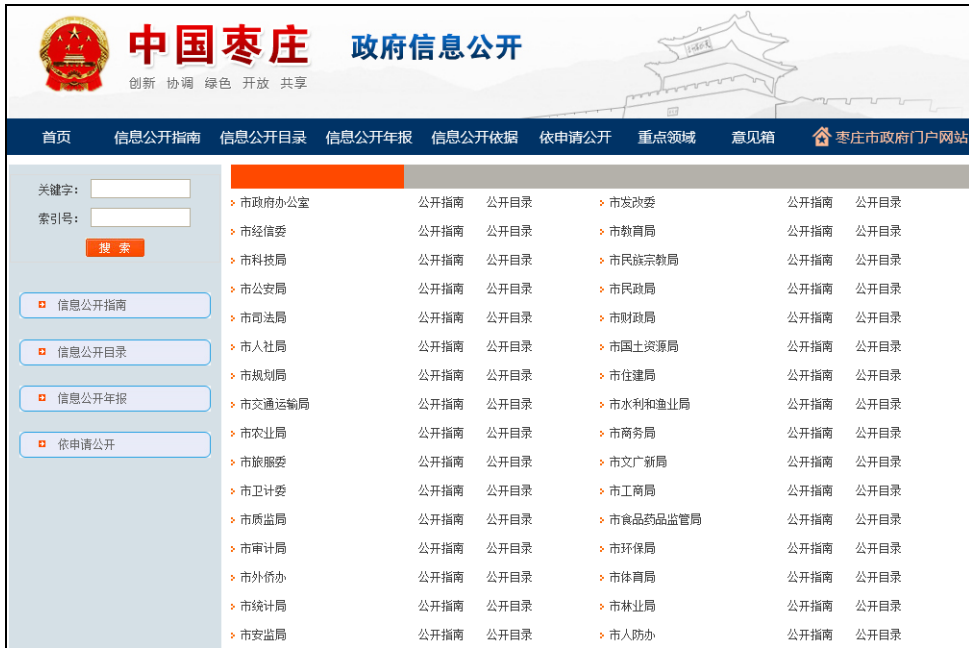 中国枣庄 政府信息公开
创新 协调 绿色 开放 共享
首页 信息公开指南 信息公开目录 信息公开年报 信息公开依据 依申请公开 重点领域 意见箱 枣庄市政府门户网站
关键字:
索引号:
搜 索
信息公开指南
信息公开目录
信息公开年报
依申请公开
市政府办公室 公开指南 公开目录 市发改委 公开指南 公开目录
市经信委 公开指南 公开目录 市教育局 公开指南 公开目录
市科技局 公开指南 公开目录 市民族宗教局 公开指南 公开目录
市公安局 公开指南 公开目录 市民政局 公开指南 公开目录
市司法局 公开指南 公开目录 市财政局 公开指南 公开目录
市人社局 公开指南 公开目录 市国土资源局 公开指南 公开目录
市规划局 公开指南 公开目录 市住建局 公开指南 公开目录
市交通运输局 公开指南 公开目录 市水利和渔业局 公开指南 公开目录
市农业局 公开指南 公开目录 市商务局 公开指南 公开目录
市旅服委 公开指南 公开目录 市文广新局 公开指南 公开目录
市卫计委 公开指南 公开目录 市工商局 公开指南 公开目录
市质监局 公开指南 公开目录 市食品药品监管局 公开指南 公开目录
市审计局 公开指南 公开目录 市环保局 公开指南 公开目录
市外侨办 公开指南 公开目录 市体育局 公开指南 公开目录
市统计局 公开指南 公开目录 市林业局 公开指南 公开目录
市安监局 公开指南 公开目录 市人防办 公开指南 公开目录